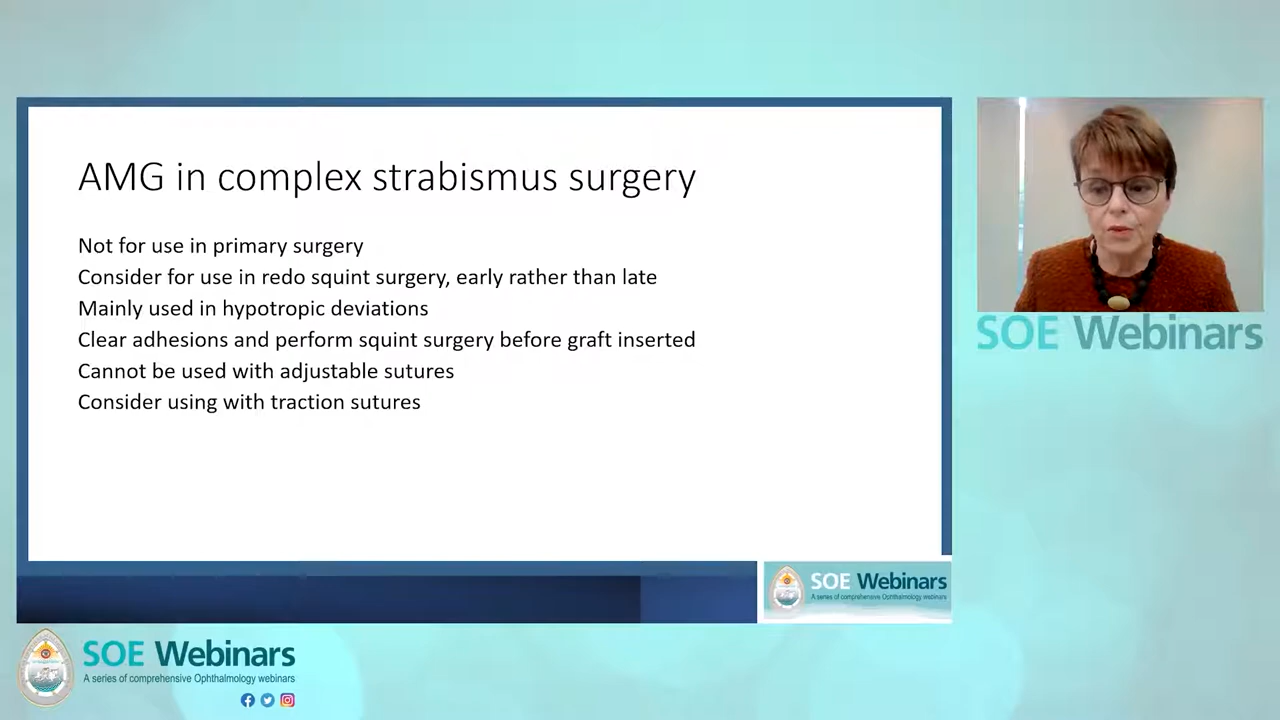 AMG in complex strabismus surgery
Not for use in primary surgery
Consider for use in redo squint surgery, early rather than late
Mainly used in hypotropic deviations
Clear adhesions and perform squint surgery before graft inserted
Cannot be used with adjustable sutures
Consider using with traction sutures
SOE Webinars
SOE Webinars
A series of comprehensive Ophthalmology webinars
SOE Webinars
A series of comprehensive Ophthalmology webinars